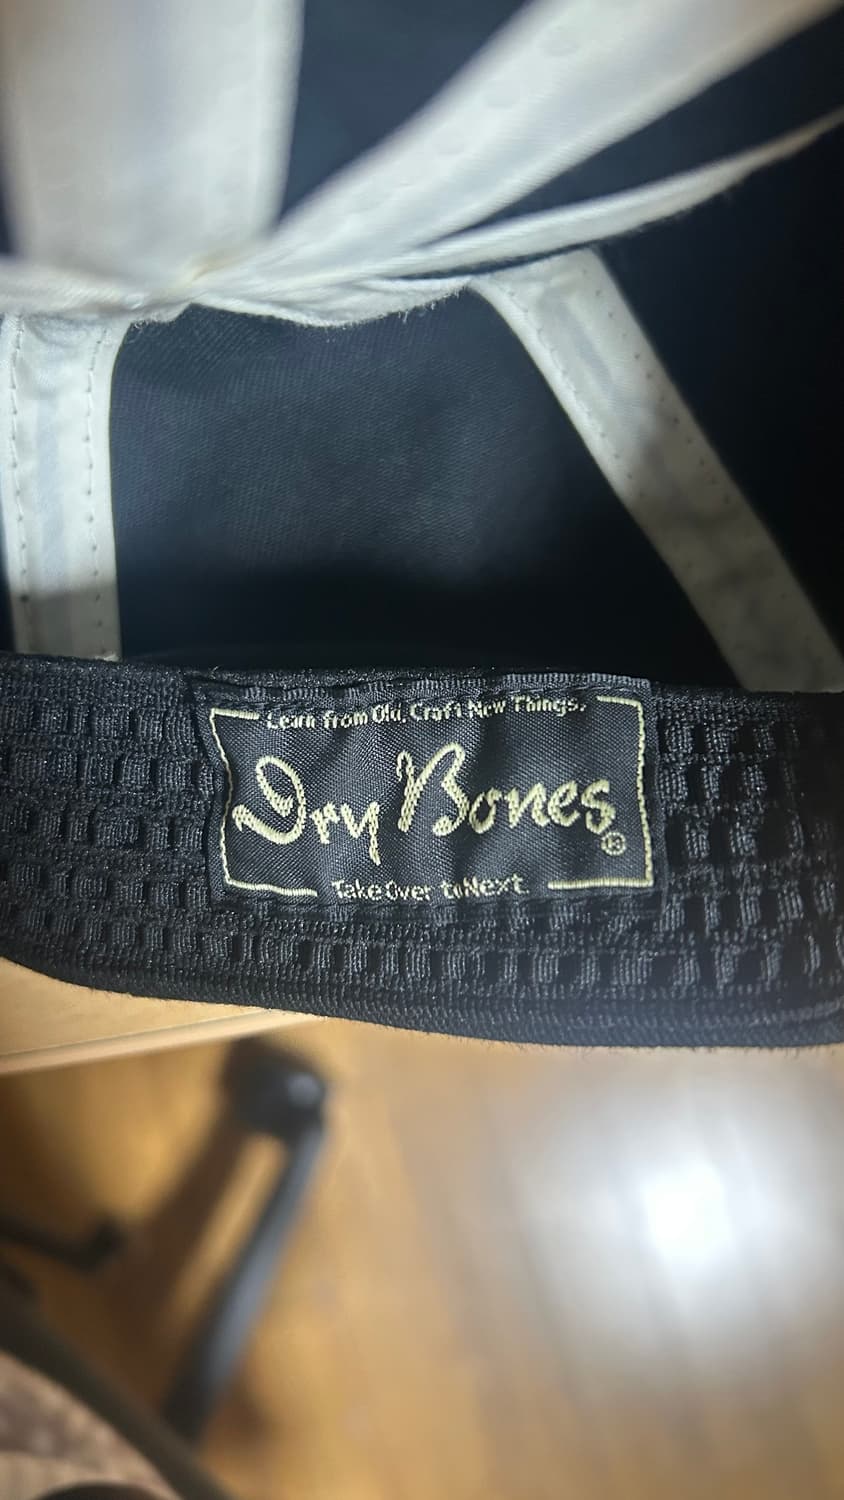 Learn from Old, Craft New Things.
Dry Bones ©
Take Over to Next